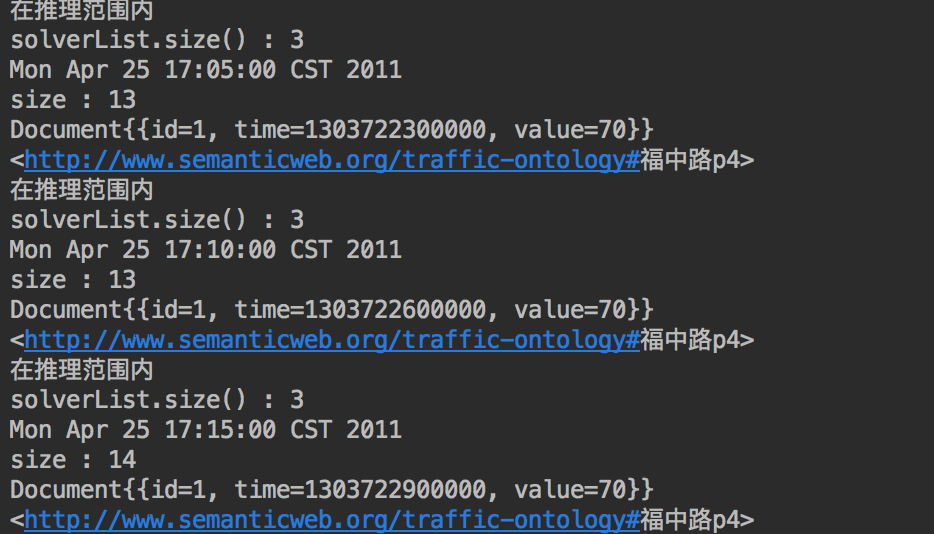 在推理范围内
solverList.size() : 3
Mon Apr 25 17:05:00 CST 2011
size : 13
Document{{id=1, time=1303722300000, value=70}}
<http://www.semanticweb.org/traffic-ontology#福中路p4>
在推理范围内
solverList.size() : 3
Mon Apr 25 17:10:00 CST 2011
size : 13
Document{{id=1, time=1303722600000, value=70}}
<http://www.semanticweb.org/traffic-ontology#福中路p4>
在推理范围内
solverList.size() : 3
Mon Apr 25 17:15:00 CST 2011
size : 14
Document{{id=1, time=1303722900000, value=70}}
<http://www.semanticweb.org/traffic-ontology#福中路p4>